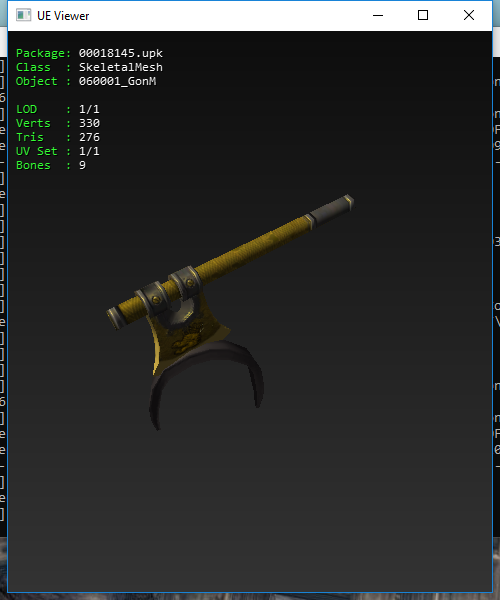 UE Viewer
Package: 00018145.upk
Class : SkeletalMesh
Object : 060001_GonM
LOD : 1/1
Verts : 330
Tris : 276
UV Set : 1/1
Bones : 9